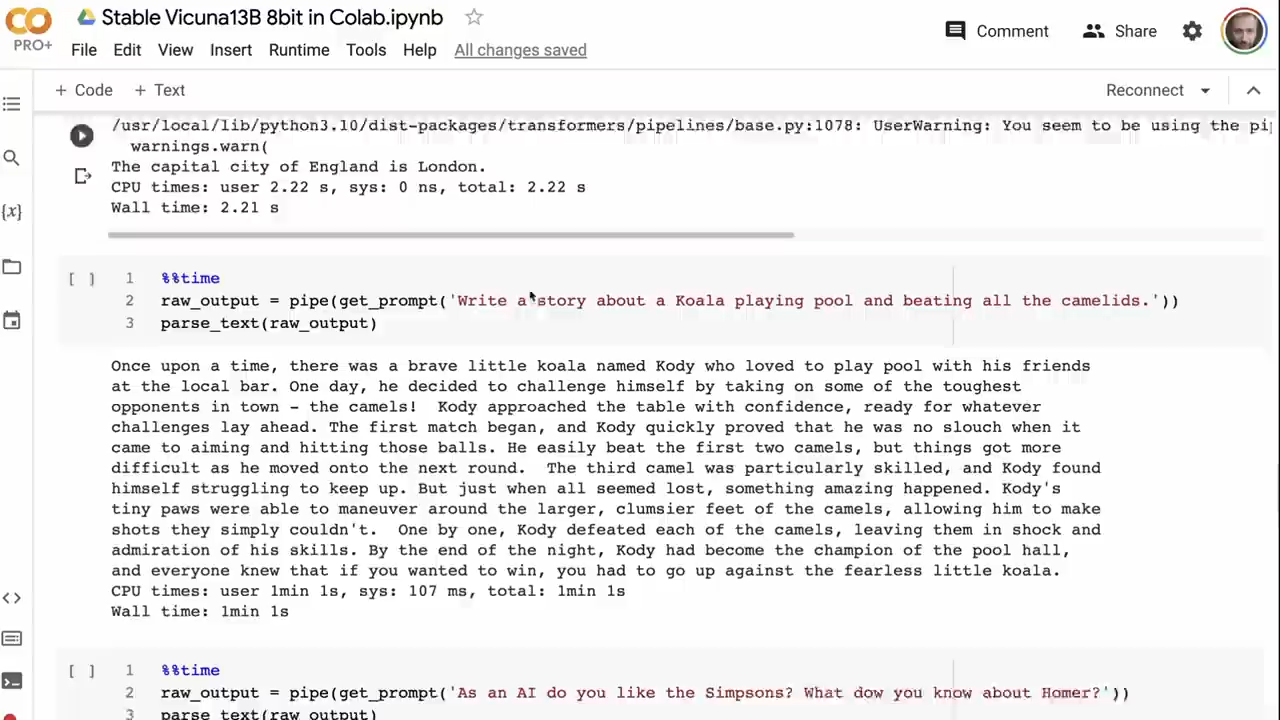 Stable Vicuna13B 8bit in Colab.ipynb
PRO+
File Edit View Insert Runtime Tools Help All changes saved
Comment Share
+ Code + Text
Reconnect
/usr/local/lib/python3.10/dist-packages/transformers/pipelines/base.py:1078: UserWarning: You seem to be using the pi
warnings.warn(
The capital city of England is London.
CPU times: user 2.22 s, sys: 0 ns, total: 2.22 s
Wall time: 2.21 s
[ ] 1 %%time
2 raw_output = pipe(get_prompt('Write a story about a Koala playing pool and beating all the camelids.'))
3 parse_text(raw_output)
Once upon a time, there was a brave little koala named Kody who loved to play pool with his friends
at the local bar. One day, he decided to challenge himself by taking on some of the toughest
opponents in town - the camels!  Kody approached the table with confidence, ready for whatever
challenges lay ahead. The first match began, and Kody quickly proved that he was no slouch when it
came to aiming and hitting those balls. He easily beat the first two camels, but things got more
difficult as he moved onto the next round.  The third camel was particularly skilled, and Kody found
himself struggling to keep up. But just when all seemed lost, something amazing happened. Kody's
tiny paws were able to maneuver around the larger, clumsier feet of the camels, allowing him to make
shots they simply couldn't.  One by one, Kody defeated each of the camels, leaving them in shock and
admiration of his skills. By the end of the night, Kody had become the champion of the pool hall,
and everyone knew that if you wanted to win, you had to go up against the fearless little koala.
CPU times: user 1min 1s, sys: 107 ms, total: 1min 1s
Wall time: 1min 1s
[ ] 1 %%time
2 raw_output = pipe(get_prompt('As an AI do you like the Simpsons? What dow you know about Homer?'))
3 parse_text(raw_output)